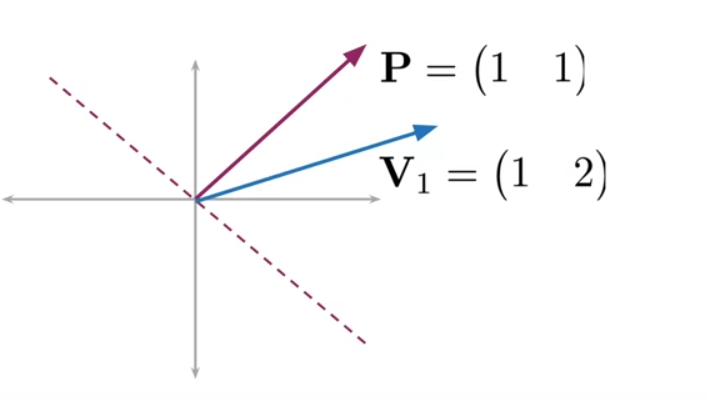 P = (1 1)
V₁ = (1 2)